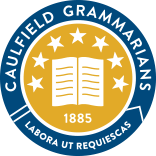 CAULFIELD GRAMMARIANS
1885
LABORA UT REQUIESCAS